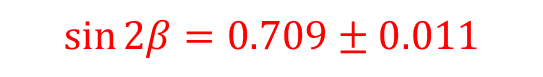 sin 2β = 0.709 ± 0.011